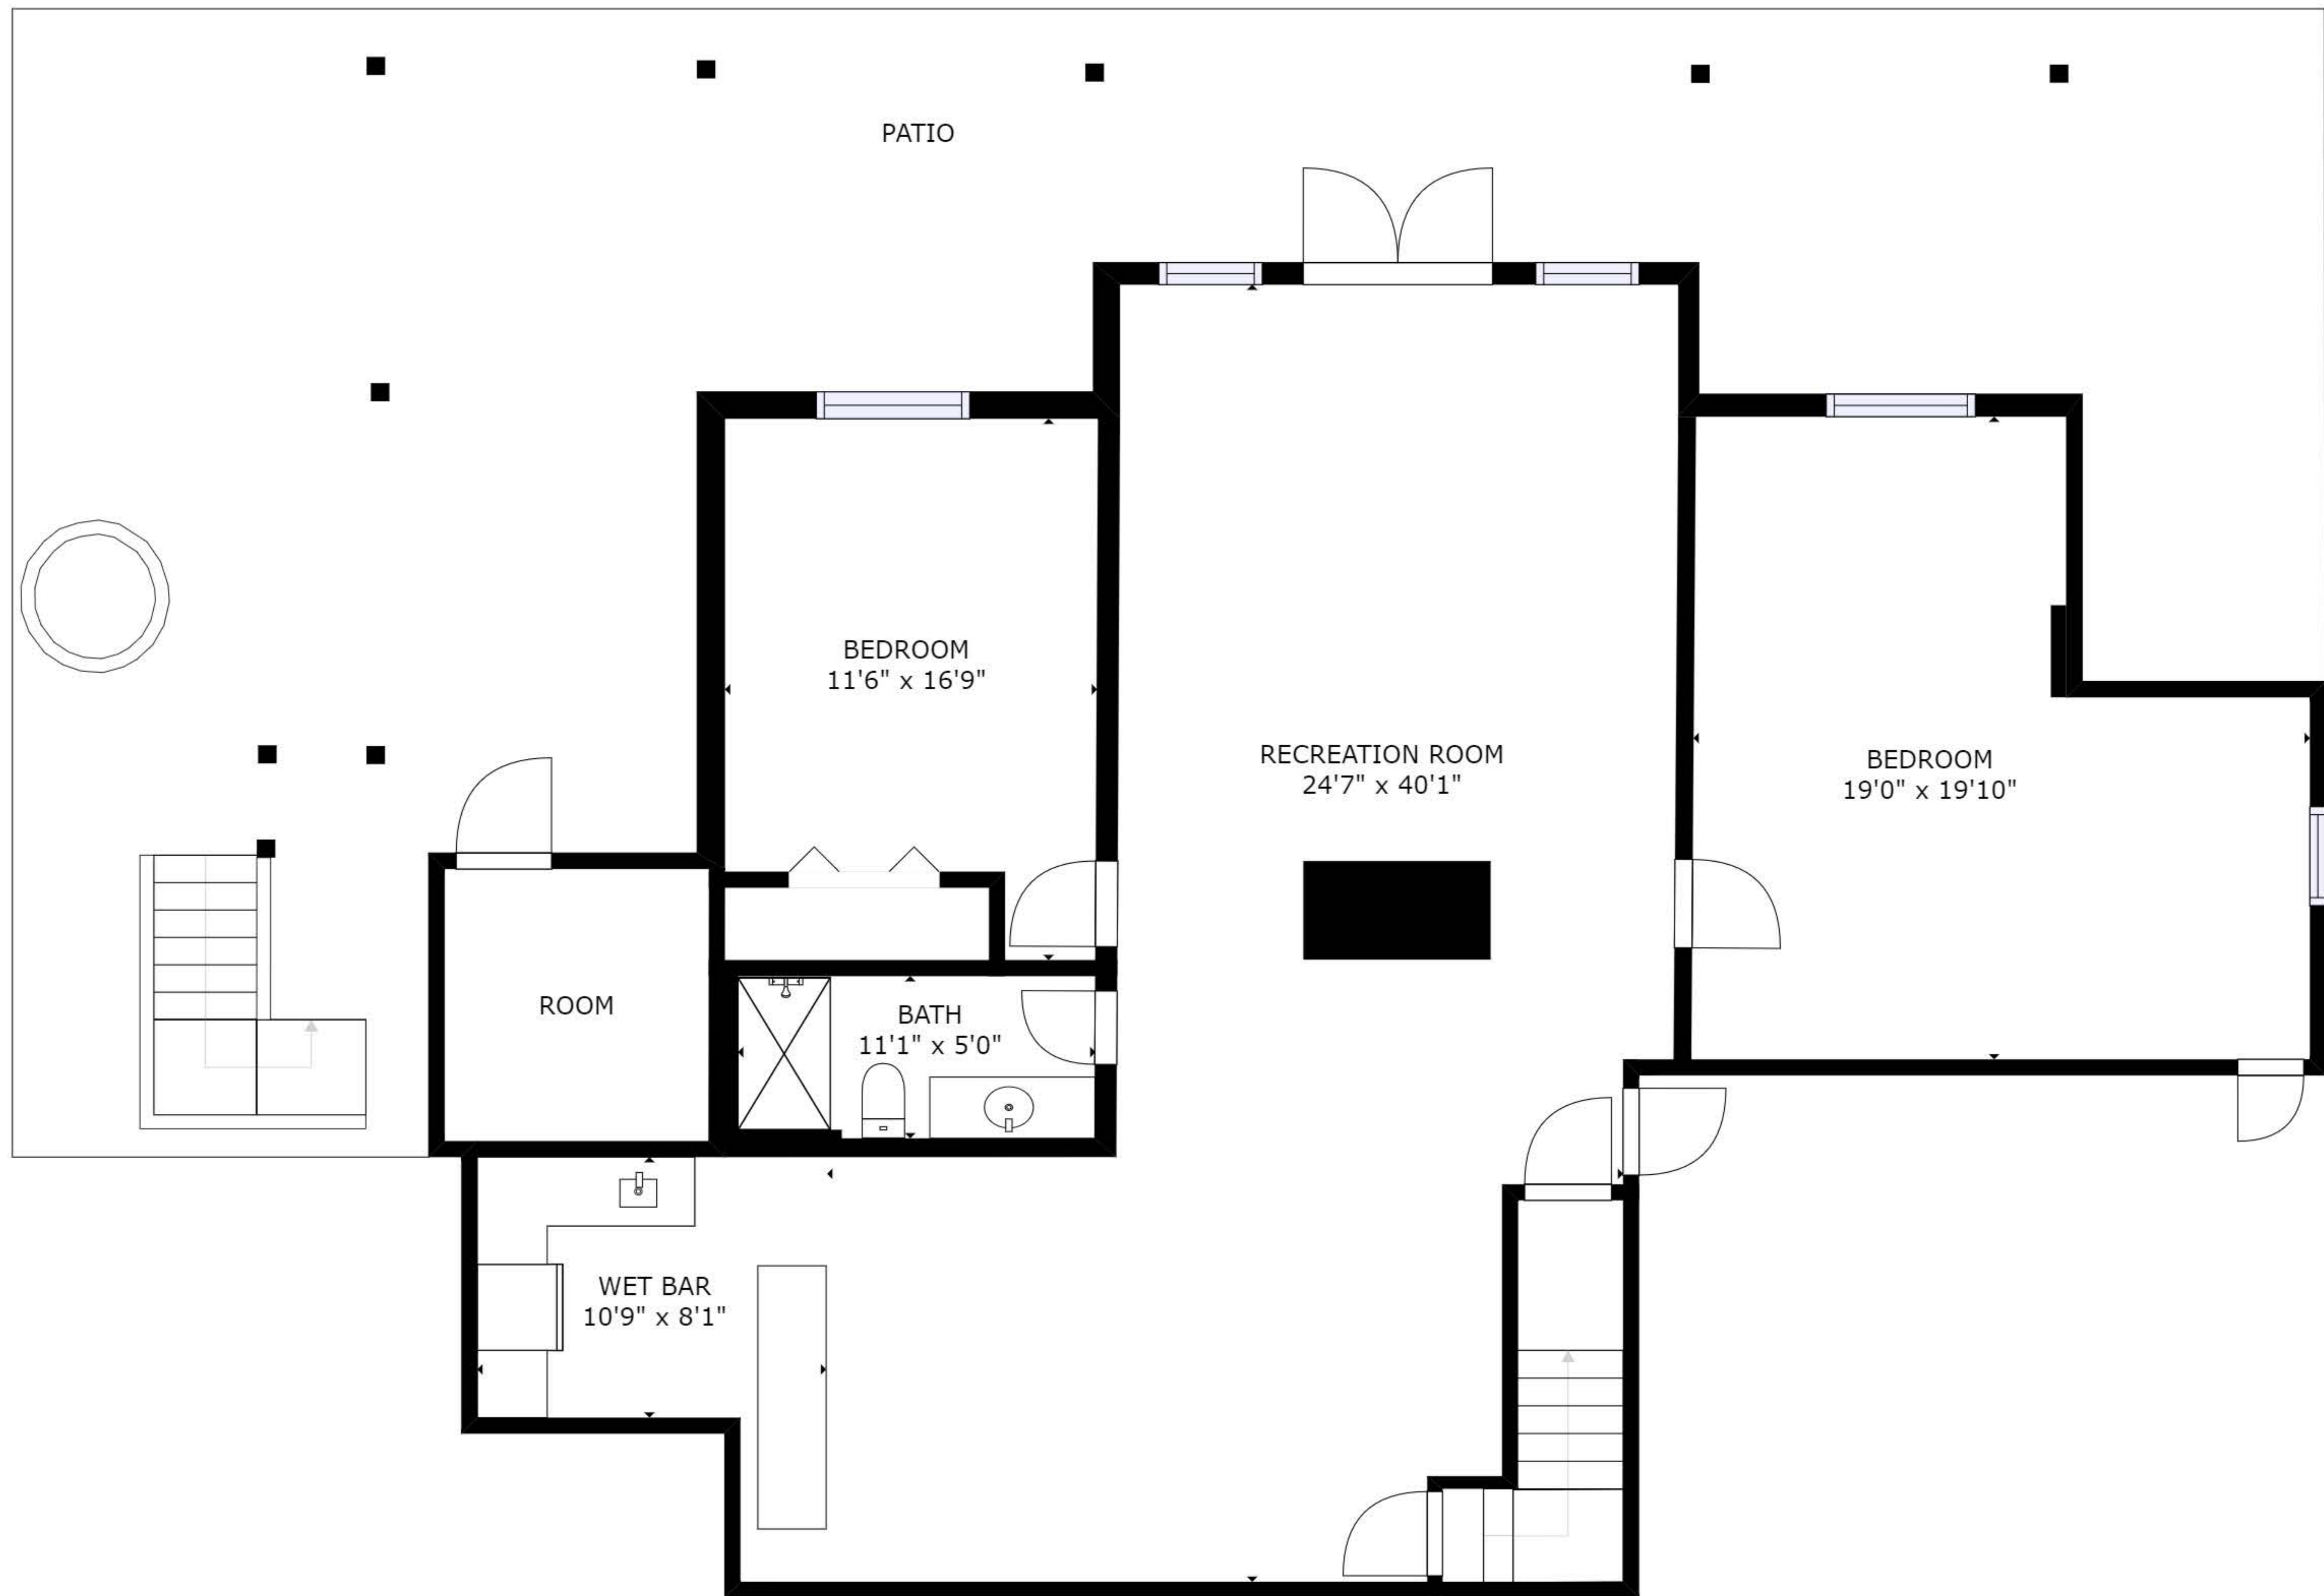 PATIO
BEDROOM
11'6" x 16'9"
RECREATION ROOM
24'7" x 40'1"
BEDROOM
19'0" x 19'10"
ROOM
BATH
11'1" x 5'0"
WET BAR
10'9" x 8'1"